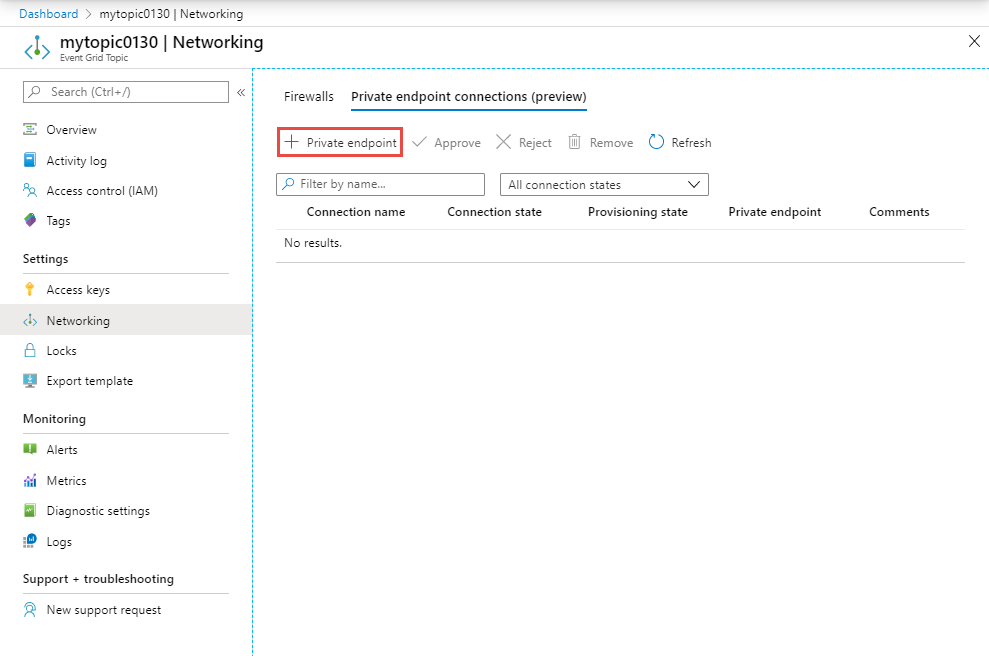 Dashboard > mytopic0130 | Networking
mytopic0130 | Networking
Event Grid Topic
Search (Ctrl+/)
«
Overview
Activity log
Access control (IAM)
Tags
Settings
Access keys
Networking
Locks
Export template
Monitoring
Alerts
Metrics
Diagnostic settings
Logs
Support + troubleshooting
New support request
Firewalls Private endpoint connections (preview)
Private endpoint Approve Reject Remove Refresh
Filter by name... All connection states
Connection name Connection state Provisioning state Private endpoint Comments
No results.